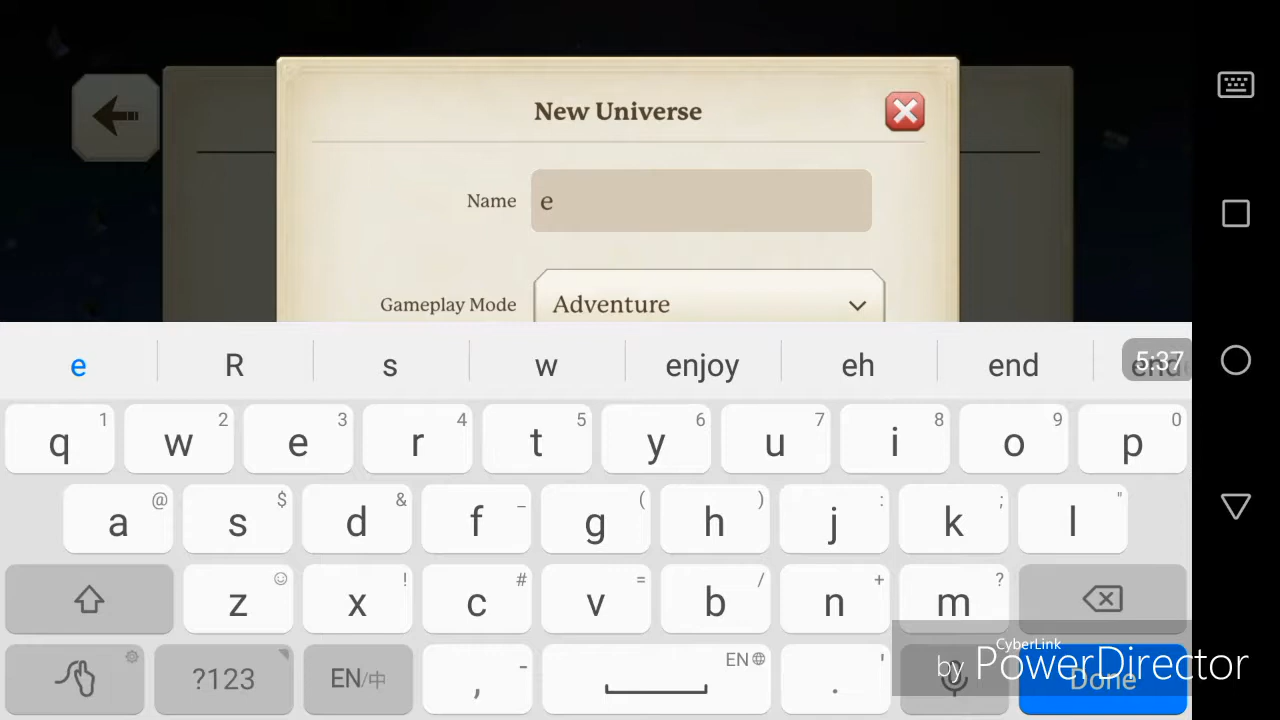 New Universe
Name e
Gameplay Mode Adventure
e R s w enjoy eh end end
5:37
q 1 w 2 e 3 r 4 t 5 y 6 u 7 i 8 o 9 p 0
a @ s $ d & f _ g ( h ) j : k ; l "
z x ! c # v = b / n + m ?
?123 EN/中 , - EN . ' Done
CyberLink
by PowerDirector